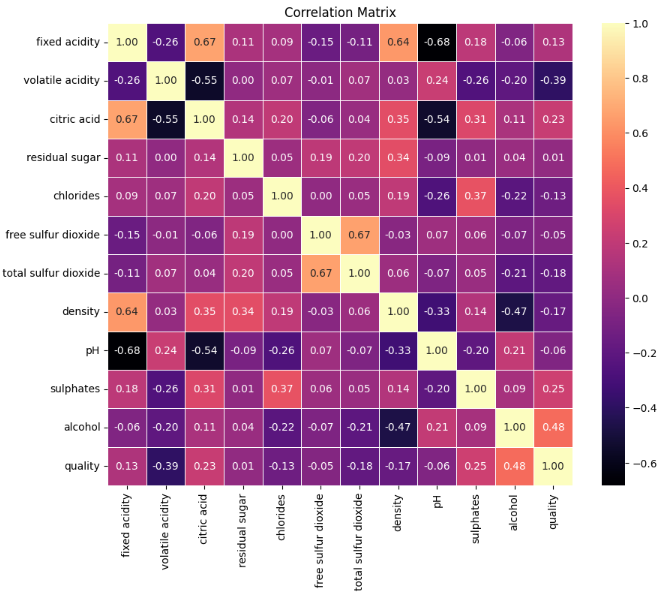 Correlation Matrix
fixed acidity 1.00 -0.26 0.67 0.11 0.09 -0.15 -0.11 0.64 -0.68 0.18 -0.06 0.13
volatile acidity -0.26 1.00 -0.55 0.00 0.07 -0.01 0.07 0.03 0.24 -0.26 -0.20 -0.39
citric acid 0.67 -0.55 1.00 0.14 0.20 -0.06 0.04 0.35 -0.54 0.31 0.11 0.23
residual sugar 0.11 0.00 0.14 1.00 0.05 0.19 0.20 0.34 -0.09 0.01 0.04 0.01
chlorides 0.09 0.07 0.20 0.05 1.00 0.00 0.05 0.19 -0.26 0.37 -0.22 -0.13
free sulfur dioxide -0.15 -0.01 -0.06 0.19 0.00 1.00 0.67 -0.03 0.07 0.06 -0.07 -0.05
total sulfur dioxide -0.11 0.07 0.04 0.20 0.05 0.67 1.00 0.06 -0.07 0.05 -0.21 -0.18
density 0.64 0.03 0.35 0.34 0.19 -0.03 0.06 1.00 -0.33 0.14 -0.47 -0.17
pH -0.68 0.24 -0.54 -0.09 -0.26 0.07 -0.07 -0.33 1.00 -0.20 0.21 -0.06
sulphates 0.18 -0.26 0.31 0.01 0.37 0.06 0.05 0.14 -0.20 1.00 0.09 0.25
alcohol -0.06 -0.20 0.11 0.04 -0.22 -0.07 -0.21 -0.47 0.21 0.09 1.00 0.48
quality 0.13 -0.39 0.23 0.01 -0.13 -0.05 -0.18 -0.17 -0.06 0.25 0.48 1.00
fixed acidity
volatile acidity
citric acid
residual sugar
chlorides
free sulfur dioxide
total sulfur dioxide
density
pH
sulphates
alcohol
quality
1.0
0.8
0.6
0.4
0.2
0.0
−0.2
−0.4
−0.6